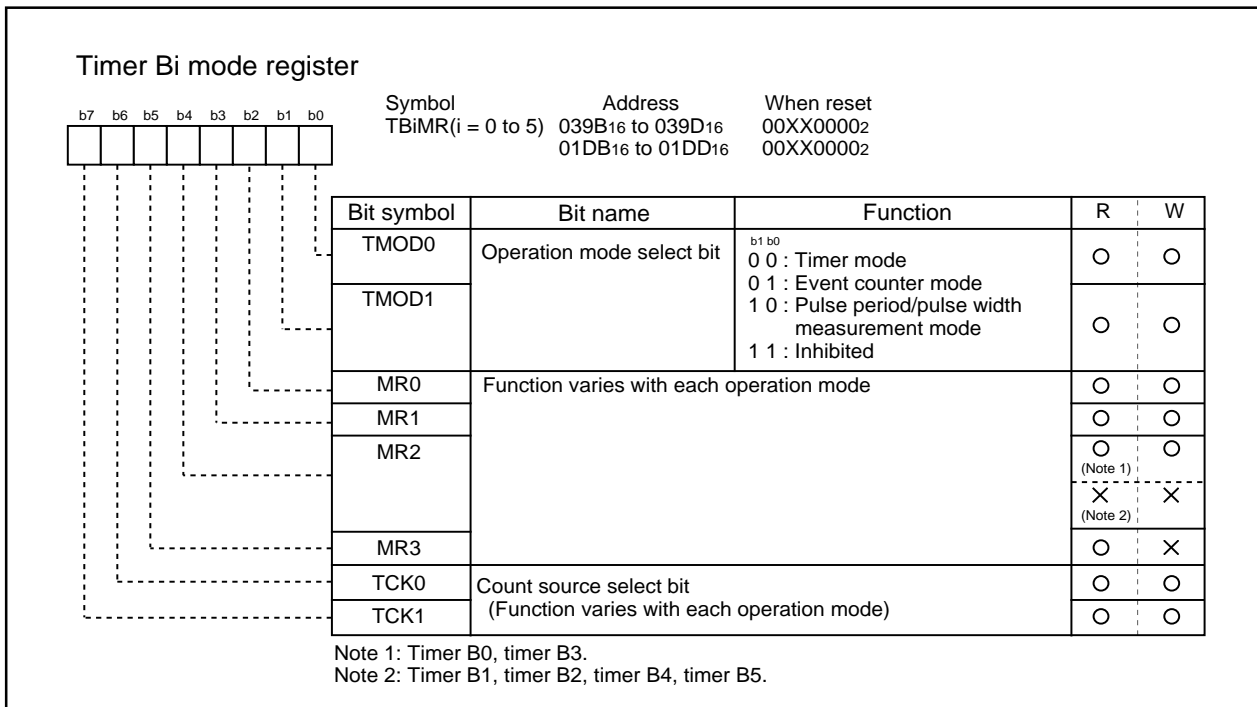 Timer Bi mode register
Symbol Address When reset
TBiMR(i = 0 to 5) 039B16 to 039D16 00XX00002
01DB16 to 01DD16 00XX00002
b7 b6 b5 b4 b3 b2 b1 b0
Bit symbol Bit name Function R W
TMOD0 Operation mode select bit b1 b0
0 0 : Timer mode
0 1 : Event counter mode
TMOD1 1 0 : Pulse period/pulse width
measurement mode
1 1 : Inhibited
MR0 Function varies with each operation mode
MR1
MR2
(Note 1)
(Note 2)
MR3
TCK0 Count source select bit
(Function varies with each operation mode)
TCK1
Note 1: Timer B0, timer B3.
Note 2: Timer B1, timer B2, timer B4, timer B5.